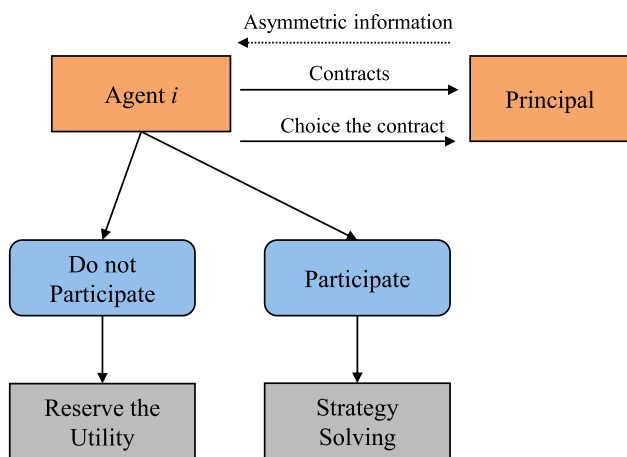 Asymmetric information
Agent i
Contracts
Principal
Choice the contract
Do not
Participate
Participate
Reserve the
Utility
Strategy
Solving